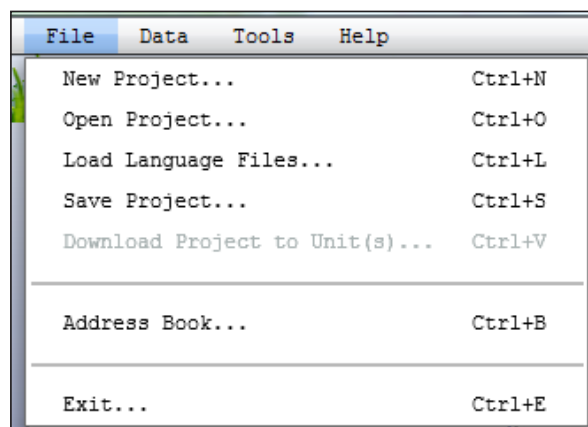 File Data Tools Help
New Project... Ctrl+N
Open Project... Ctrl+O
Load Language Files... Ctrl+L
Save Project... Ctrl+S
Download Project to Unit(s)... Ctrl+V
Address Book... Ctrl+B
Exit... Ctrl+E